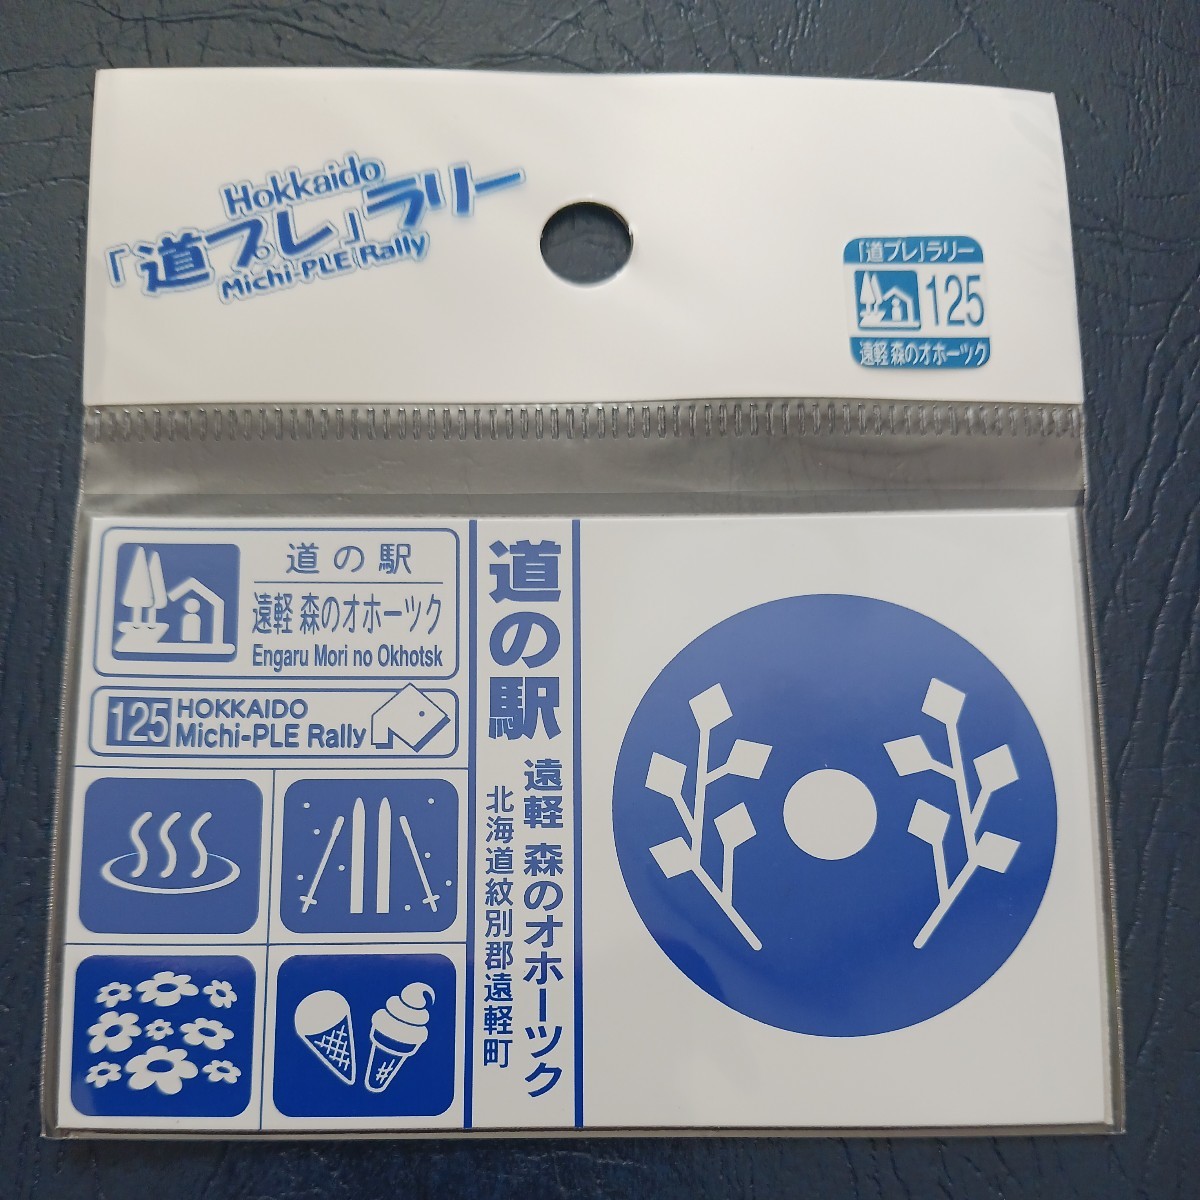 Hokkaido
「道プレ」ラリー
Michi-PLE Rally
「道プレ」ラリー
125
遠軽 森のオホーツク
道の駅
遠軽 森のオホーツク
Engaru Mori no Okhotsk
125
HOKKAIDO
Michi-PLE Rally
道の駅
遠軽 森のオホーツク
北海道紋別郡遠軽町